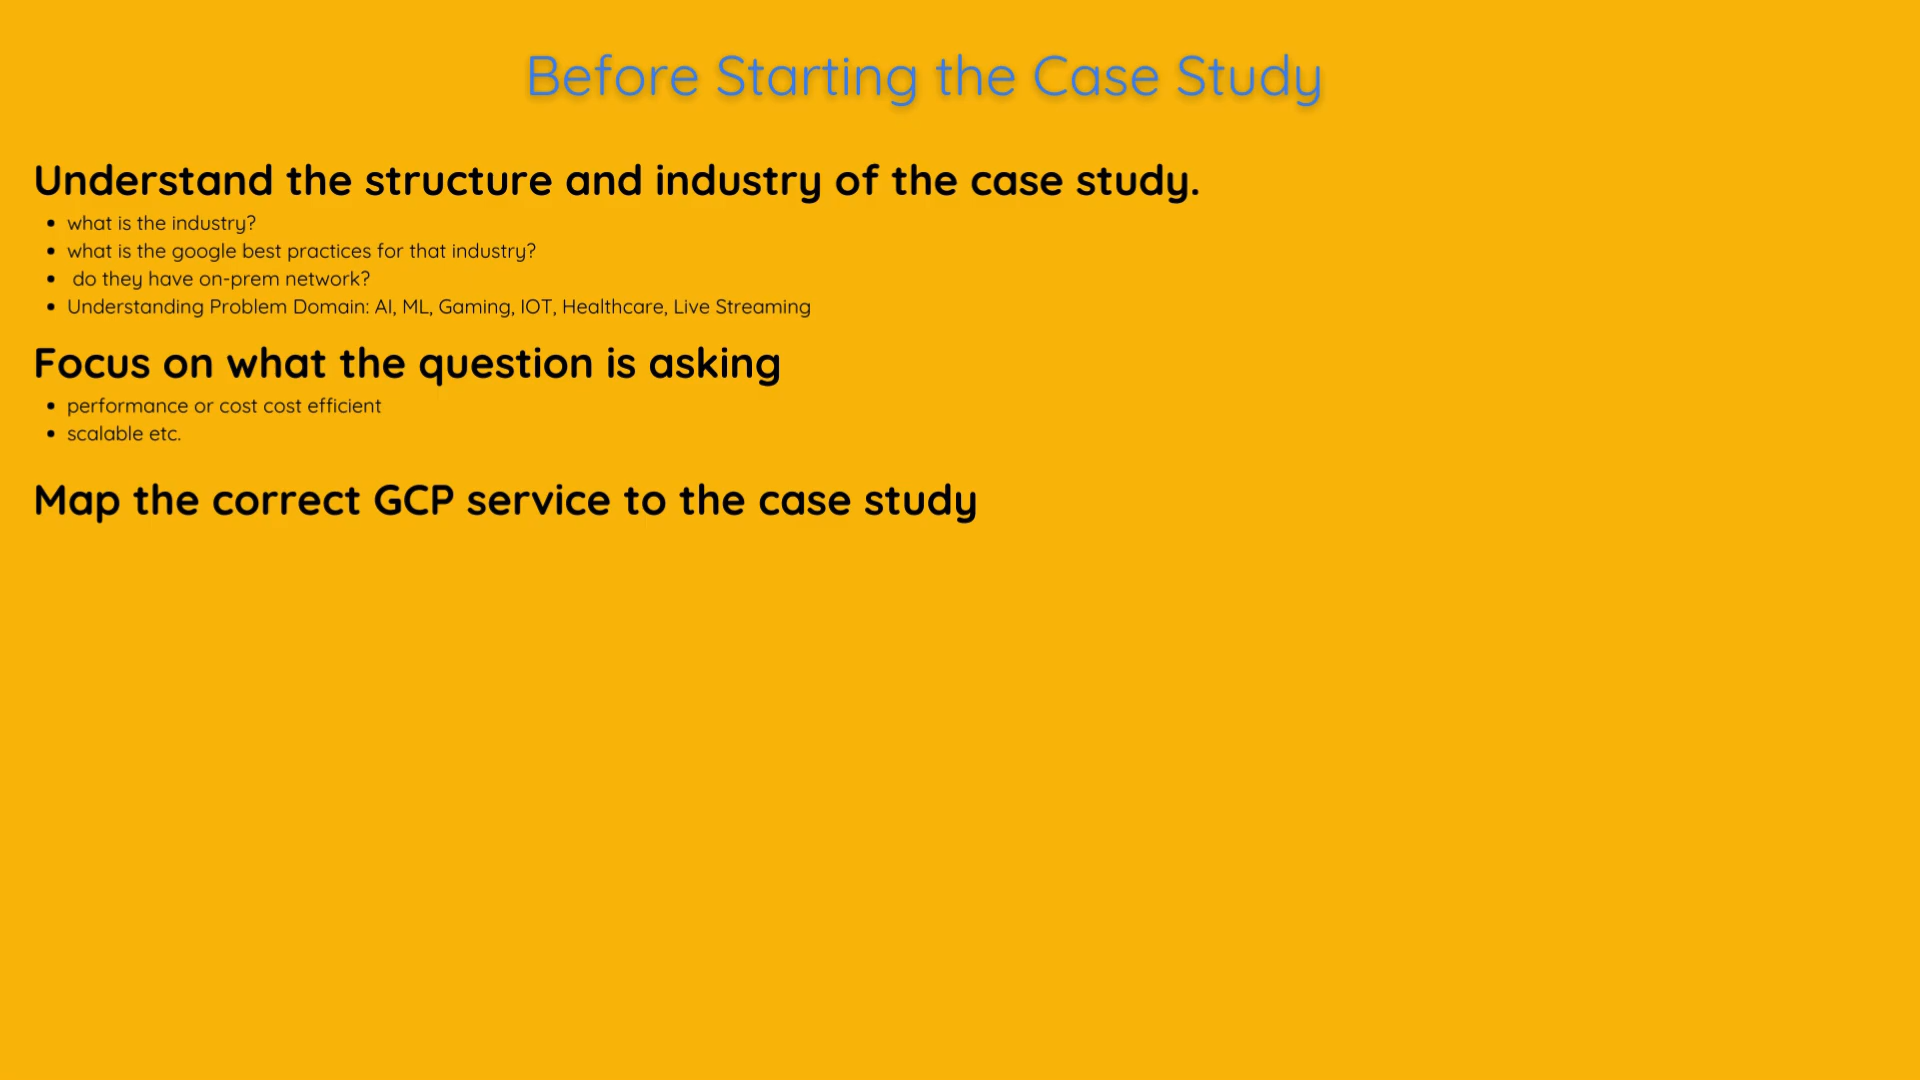 Before Starting the Case Study
Understand the structure and industry of the case study.
• what is the industry?
• what is the google best practices for that industry?
• do they have on-prem network?
• Understanding Problem Domain: AI, ML, Gaming, IOT, Healthcare, Live Streaming
Focus on what the question is asking
• performance or cost cost efficient
• scalable etc.
Map the correct GCP service to the case study